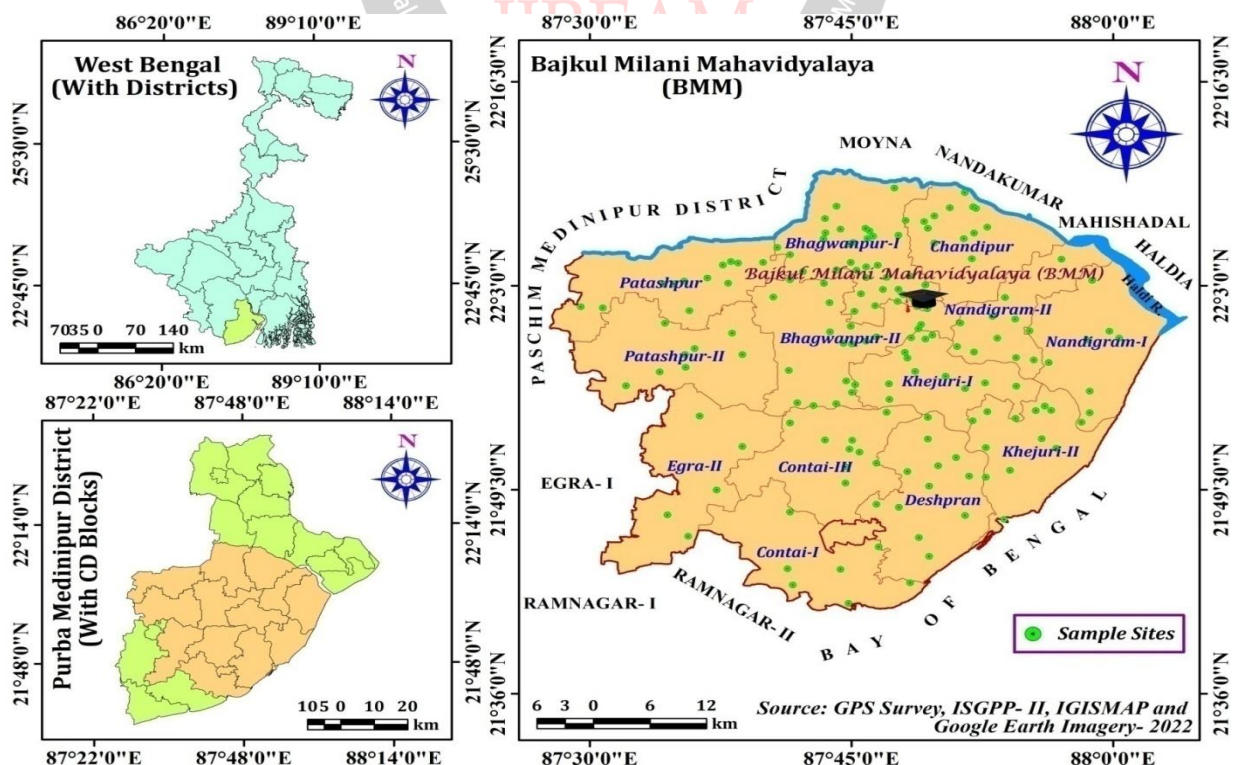 IJREAM
86°20'0"E
89°10'0"E
West Bengal
(With Districts)
N
25°30'0"N
22°45'0"N
25°30'0"N
22°45'0"N
7035 0 70 140
km
86°20'0"E
89°10'0"E
87°22'0"E
87°48'0"E
88°14'0"E
Purba Medinipur District
(With CD Blocks)
N
22°14'0"N
21°48'0"N
22°14'0"N
21°48'0"N
105 0 10 20
km
87°22'0"E
87°48'0"E
88°14'0"E
87°30'0"E
87°45'0"E
88°0'0"E
Bajkul Milani Mahavidyalaya
(BMM)
N
22°16'30"N
22°3'0"N
21°49'30"N
21°36'0"N
22°16'30"N
22°3'0"N
21°49'30"N
21°36'0"N
MOYNA
NANDAKUMAR
MAHISHADAL
HALDIA
Haldi R.
PASCHIM MEDINIPUR DISTRICT
Bhagwanpur-I
Chandipur
Bajkul Milani Mahavidyalaya (BMM)
Patashpur
Nandigram-II
Patashpur-II
Bhagwanpur-II
Nandigram-I
Khejuri-I
Egra-II
Contai-III
Khejuri-II
EGRA- I
Deshpran
Contai-I
RAMNAGAR- I
RAMNAGAR- II
BAY OF BENGAL
Sample Sites
6 3 0 6 12
km
Source: GPS Survey, ISGPP- II, IGISMAP and
Google Earth Imagery- 2022
87°30'0"E
87°45'0"E
88°0'0"E